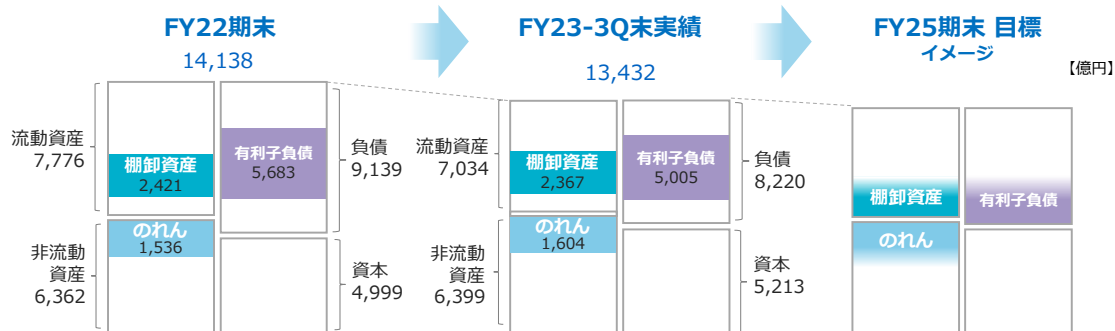 FY22期末
14,138
流動資産
7,776
棚卸資産
2,421
有利子負債
5,683
負債
9,139
のれん
1,536
非流動
資産
6,362
資本
4,999
FY23-3Q末実績
13,432
流動資産
7,034
棚卸資産
2,367
有利子負債
5,005
負債
8,220
のれん
1,604
非流動
資産
6,399
資本
5,213
FY25期末 目標
イメージ
【億円】
棚卸資産
有利子負債
のれん